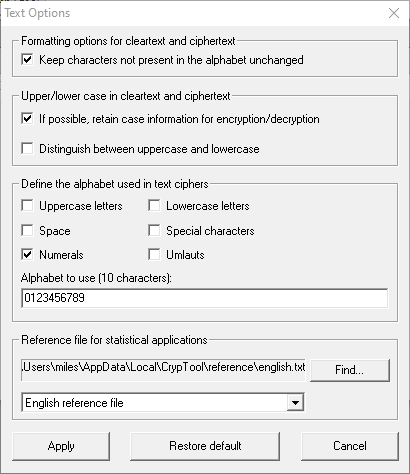 Text Options
Formatting options for cleartext and ciphertext
Keep characters not present in the alphabet unchanged
Upper/lower case in cleartext and ciphertext
If possible, retain case information for encryption/decryption
Distinguish between uppercase and lowercase
Define the alphabet used in text ciphers
Uppercase letters Lowercase letters
Space Special characters
Numerals Umlauts
Alphabet to use (10 characters):
0123456789
Reference file for statistical applications
.Users\miles\AppData\Local\CrypTool\reference\english.txt Find...
English reference file
Apply Restore default Cancel